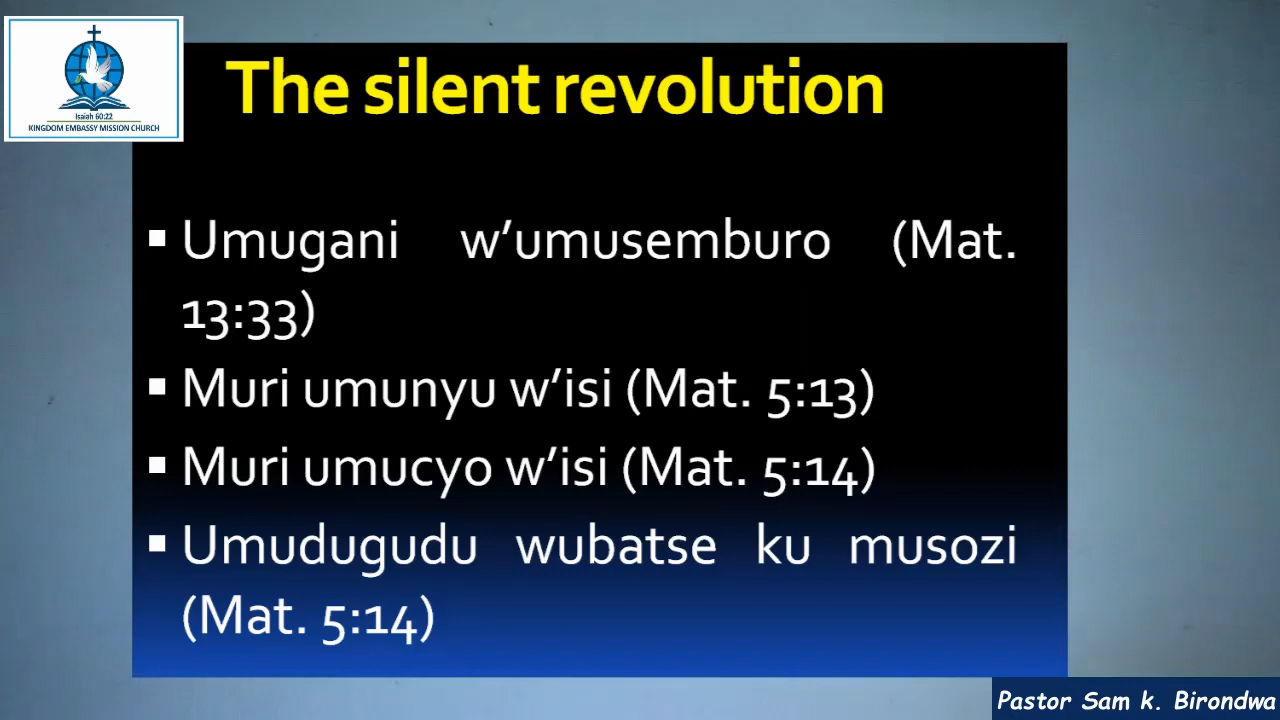 Isaiah 60:22
KINGDOM EMBASSY MISSION CHURCH
The silent revolution
▪ Umugani w’umusemburo (Mat.
13:33)
▪ Muri umunyu w’isi (Mat. 5:13)
▪ Muri umucyo w’isi (Mat. 5:14)
▪ Umudugudu wubatse ku musozi
(Mat. 5:14)
Pastor Sam k. Birondwa